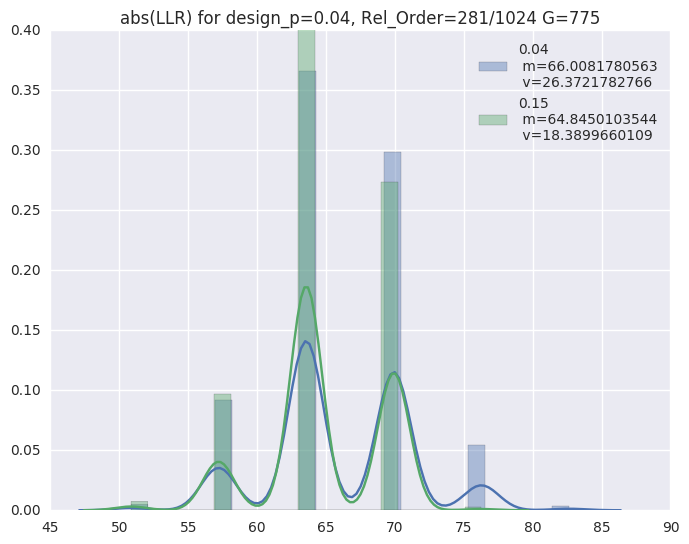 abs(LLR) for design_p=0.04, Rel_Order=281/1024 G=775
0.40
0.35
0.30
0.25
0.20
0.15
0.10
0.05
0.00
0.04
m=66.0081780563
v=26.3721782766
0.15
m=64.8450103544
v=18.3899660109
45 50 55 60 65 70 75 80 85 90